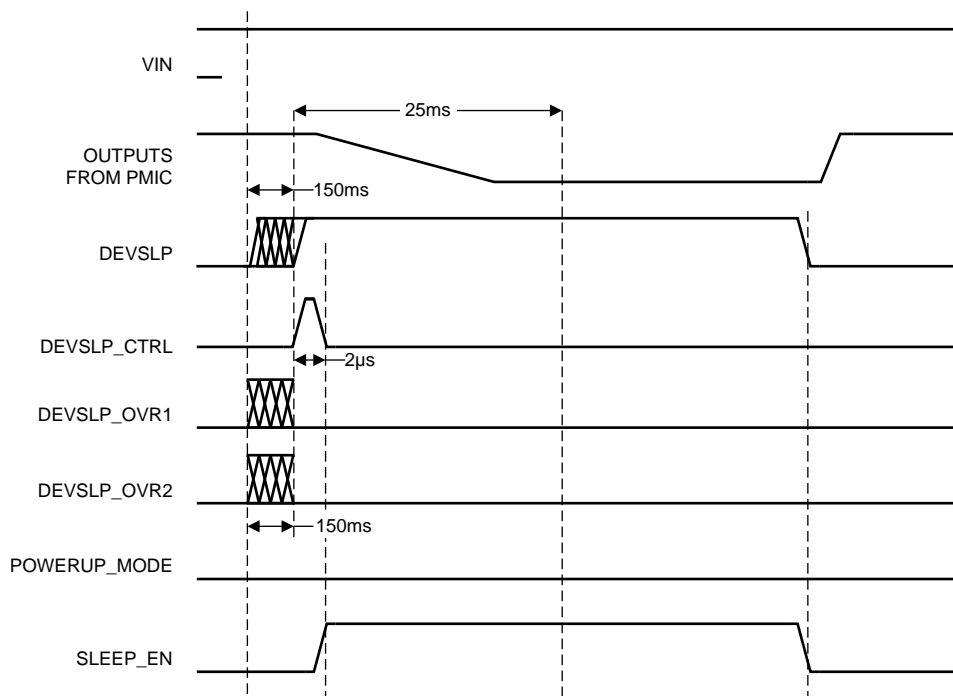 VIN
25ms
OUTPUTS
FROM PMIC
150ms
DEVSLP
DEVSLP_CTRL
2µs
DEVSLP_OVR1
DEVSLP_OVR2
150ms
POWERUP_MODE
SLEEP_EN